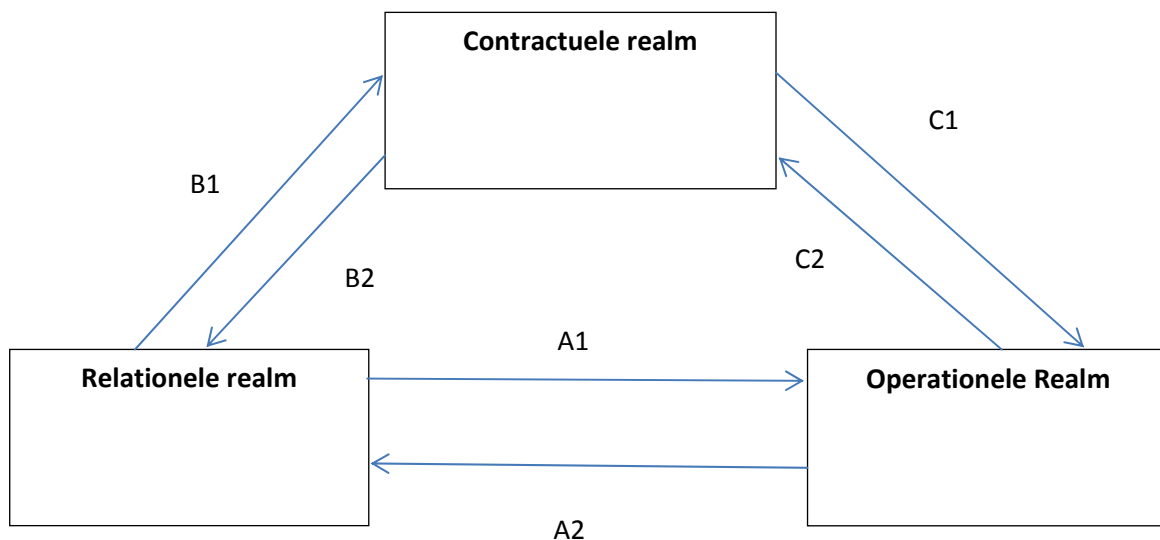 Contractuele realm
C1
B1
C2
B2
A1
Relationele realm
Operationele Realm
A2